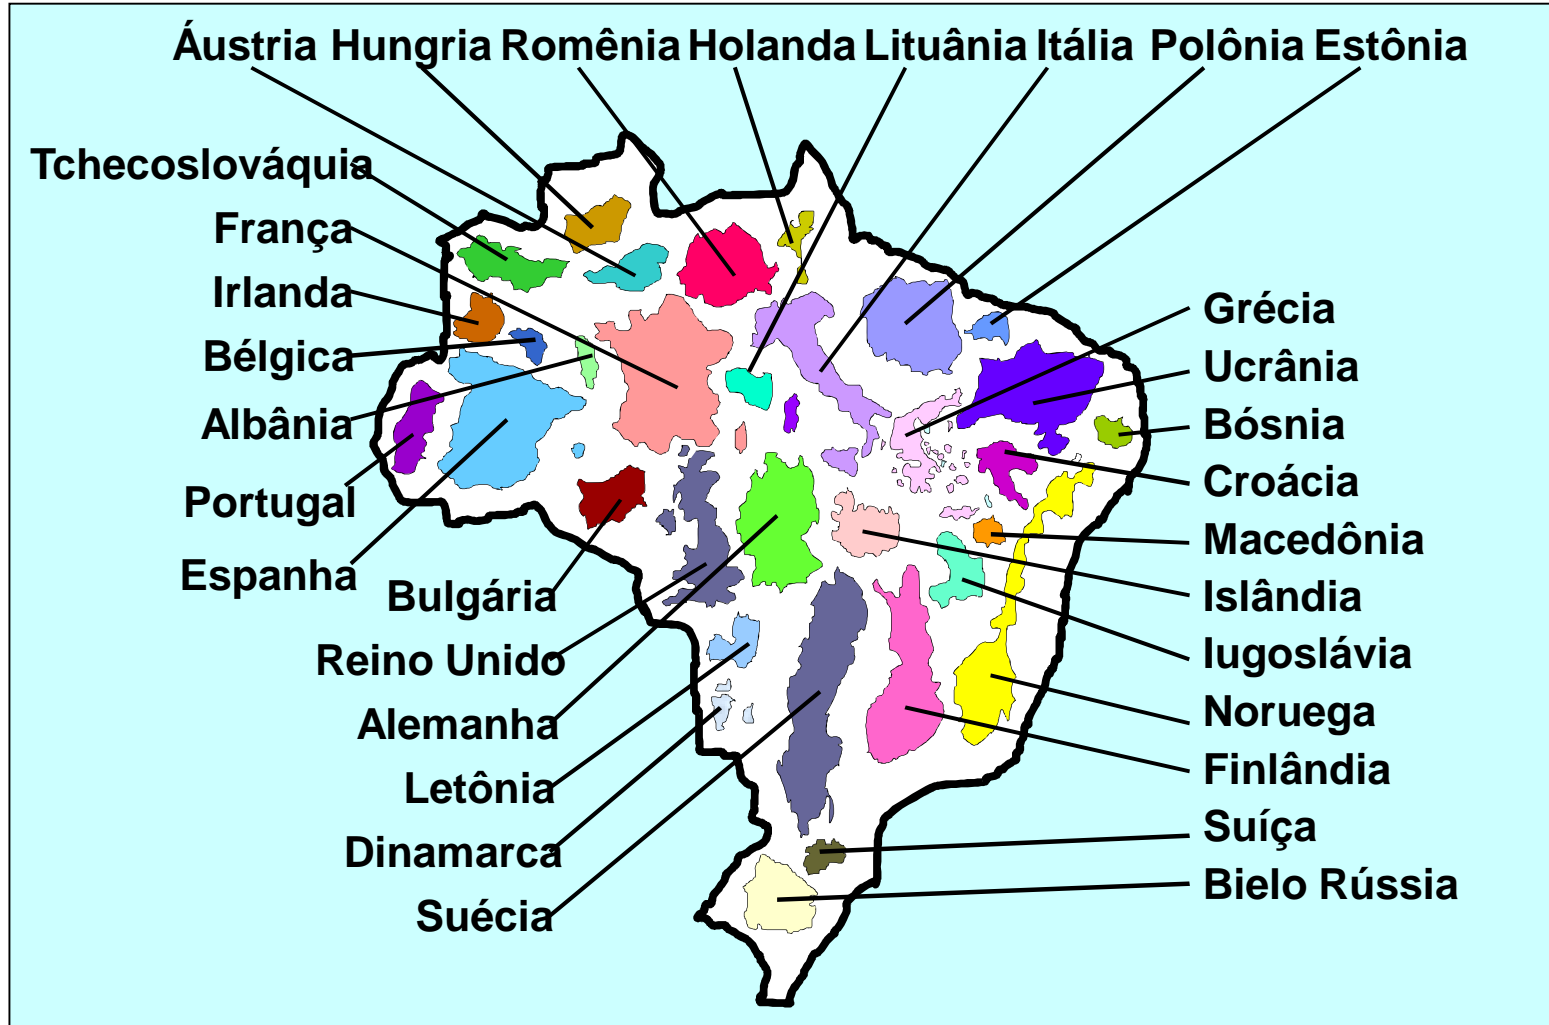 Áustria Hungria Romênia Holanda Lituânia Itália Polônia Estônia
Tchecoslováquia
França
Irlanda
Bélgica
Albânia
Portugal
Espanha
Bulgária
Reino Unido
Alemanha
Letônia
Dinamarca
Suécia
Grécia
Ucrânia
Bósnia
Croácia
Macedônia
Islândia
Iugoslávia
Noruega
Finlândia
Suíça
Bielo Rússia